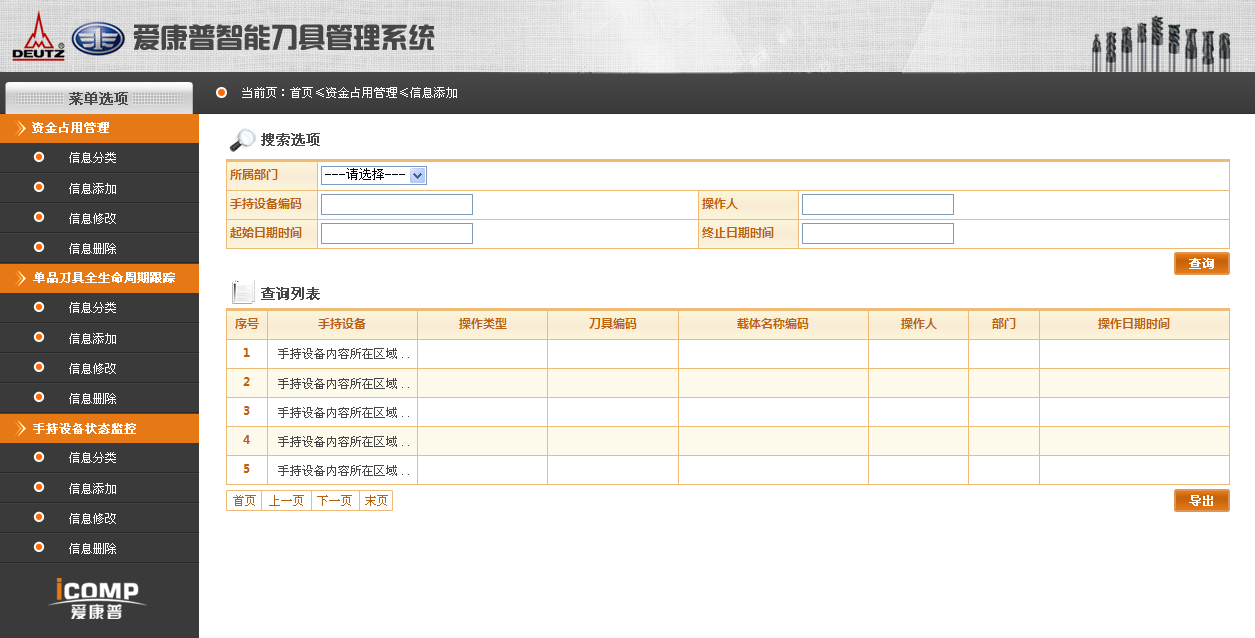 DEUTZ 爱康普智能刀具管理系统
菜单选项
当前页：首页<资金占用管理<信息添加
资金占用管理
信息分类
信息添加
信息修改
信息删除
单品刀具全生命周期跟踪
信息分类
信息添加
信息修改
信息删除
手持设备状态监控
信息分类
信息添加
信息修改
信息删除
iCOMP
爱康普
搜索选项
所属部门 ---请选择---
手持设备编码 操作人
起始日期时间 终止日期时间
查询
查询列表
序号 手持设备 操作类型 刀具编码 载体名称编码 操作人 部门 操作日期时间
1 手持设备内容所在区域 . .
2 手持设备内容所在区域 . .
3 手持设备内容所在区域 . .
4 手持设备内容所在区域 . .
5 手持设备内容所在区域 . .
首页 上一页 下一页 末页
导出